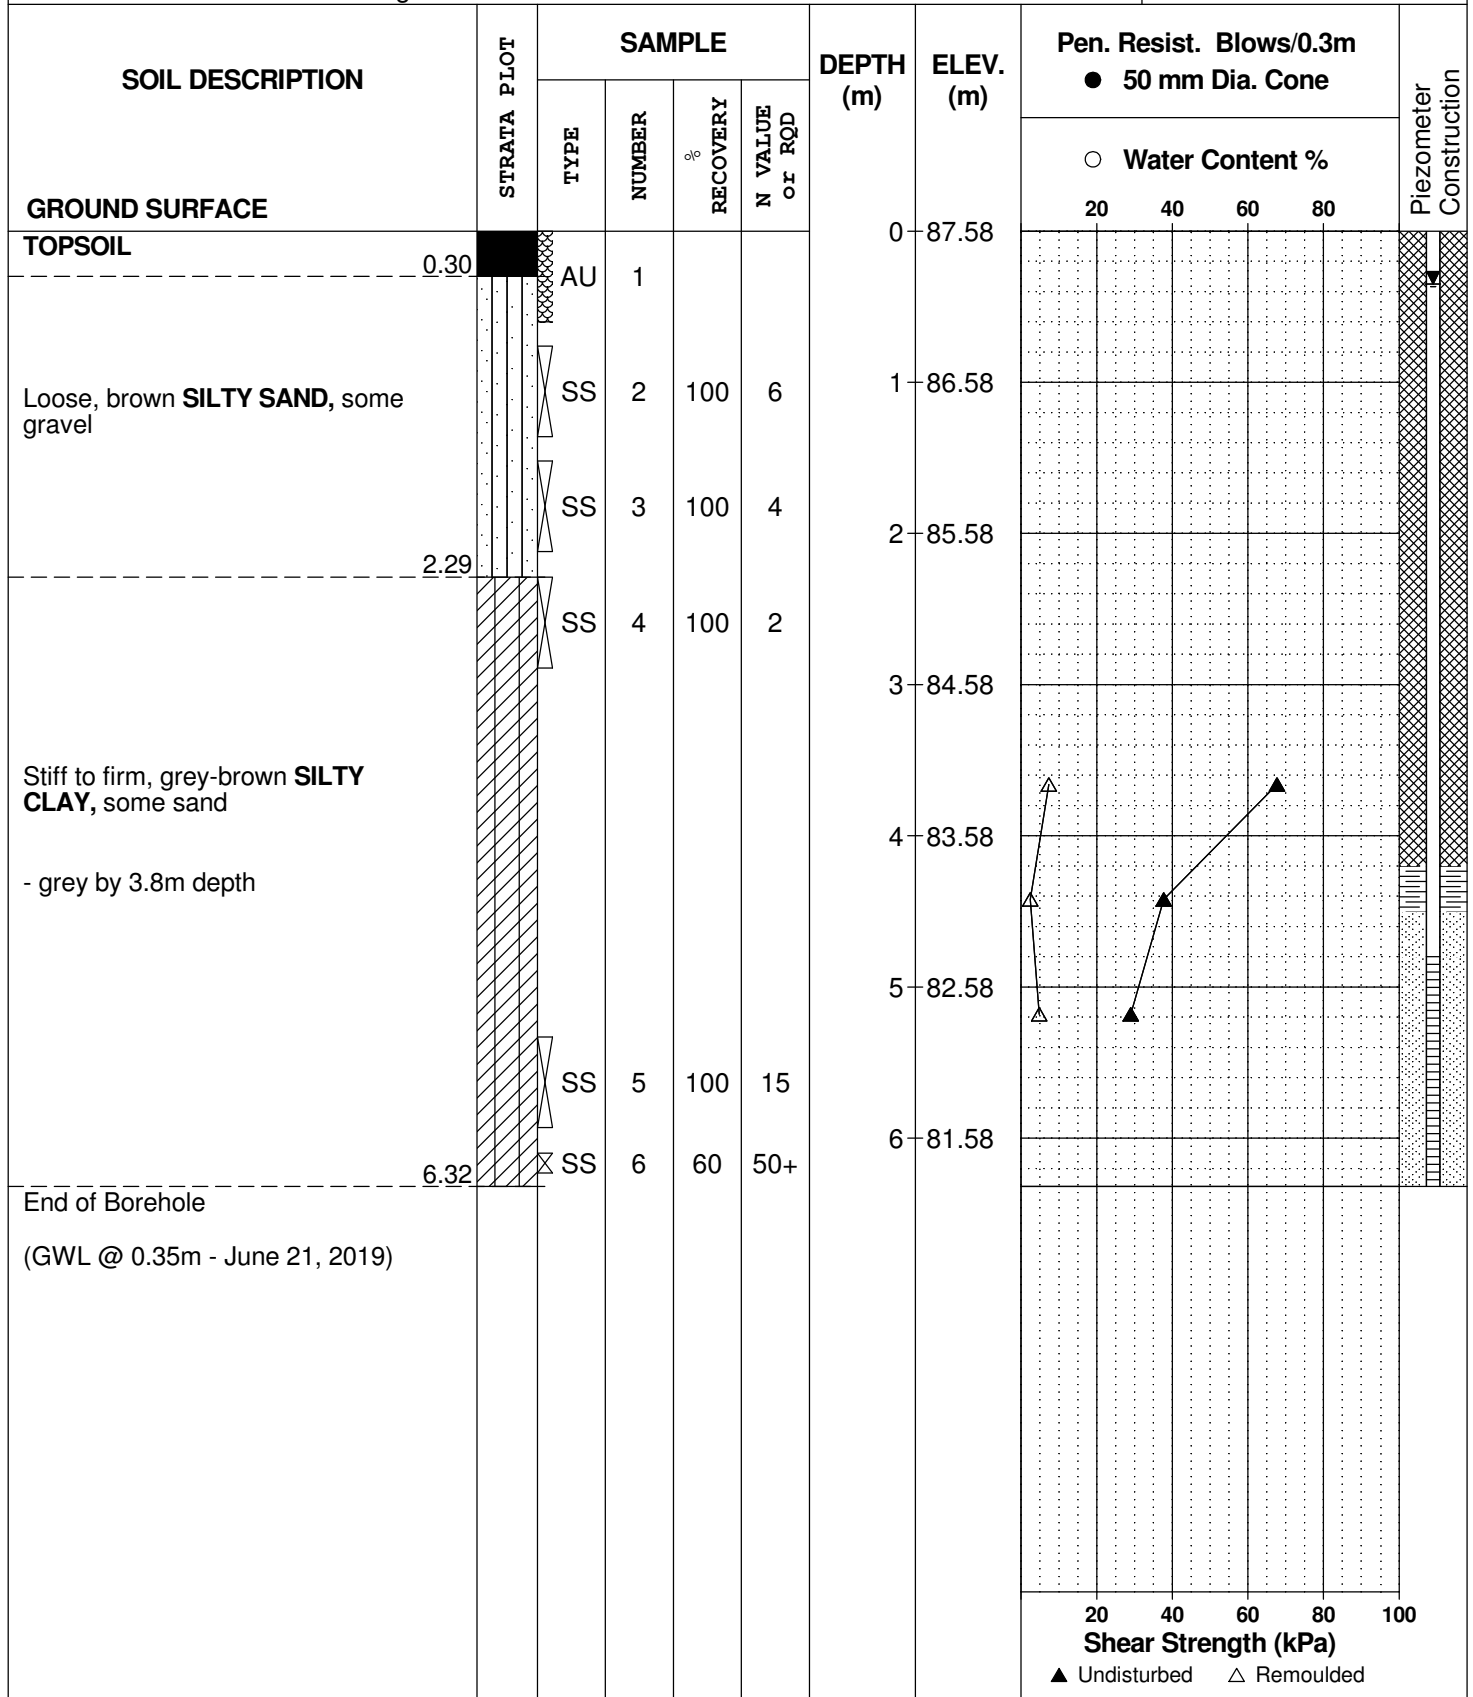 SOIL DESCRIPTION
STRATA PLOT
SAMPLE
TYPE
NUMBER
% RECOVERY
N VALUE or RQD
DEPTH (m)
ELEV. (m)
Pen. Resist. Blows/0.3m
● 50 mm Dia. Cone
○ Water Content %
20 40 60 80
Piezometer Construction
GROUND SURFACE
0 87.58
TOPSOIL
0.30
AU 1
Loose, brown SILTY SAND, some
gravel
SS 2 100 6
1 86.58
SS 3 100 4
2 85.58
2.29
SS 4 100 2
3 84.58
Stiff to firm, grey-brown SILTY
CLAY, some sand
4 83.58
- grey by 3.8m depth
5 82.58
SS 5 100 15
6 81.58
SS 6 60 50+
6.32
End of Borehole
(GWL @ 0.35m - June 21, 2019)
20 40 60 80 100
Shear Strength (kPa)
▲ Undisturbed △ Remoulded